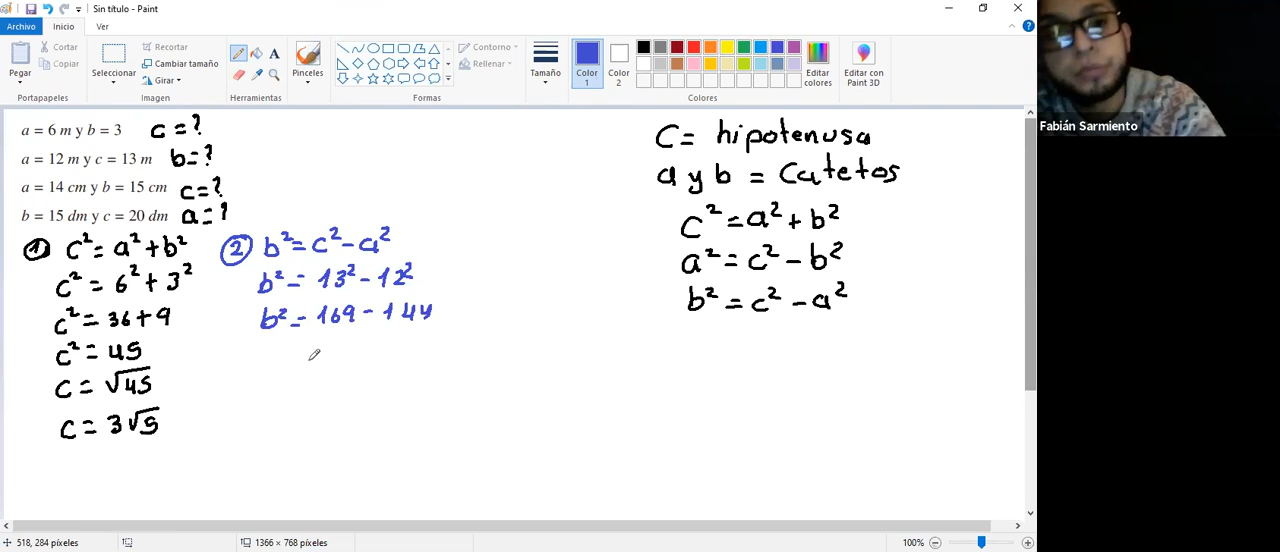 Sin título - Paint
Archivo Inicio Ver
Pegar
Cortar
Copiar
Portapapeles
Seleccionar
Recortar
Cambiar tamaño
Girar
Imagen
A
Herramientas
Pinceles
Contorno
Rellenar
Formas
Tamaño
Color 1
Color 2
Editar colores
Colores
Editar con Paint 3D
a = 6 m y b = 3 c = ?
a = 12 m y c = 13 m b = ?
a = 14 cm y b = 15 cm c = ?
b = 15 dm y c = 20 dm a = ?
① c² = a² + b²
c² = 6² + 3²
c² = 36 + 9
c² = 45
c = √45
c = 3√5
② b² = c² - a²
b² = 13² - 12²
b² = 169 - 144
C = hipotenusa
a y b = Catetos
c² = a² + b²
a² = c² - b²
b² = c² - a²
Fabián Sarmiento
518, 284 píxeles
1366 × 768 píxeles
100%